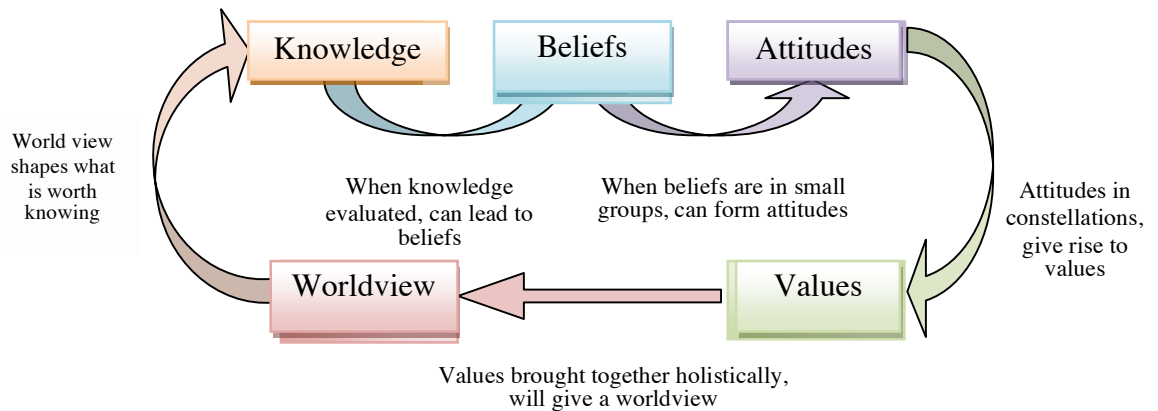 Knowledge
Beliefs
Attitudes
World view
shapes what
is worth
knowing
When knowledge
evaluated, can lead to
beliefs
When beliefs are in small
groups, can form attitudes
Attitudes in
constellations,
give rise to
values
Worldview
Values
Values brought together holistically,
will give a worldview